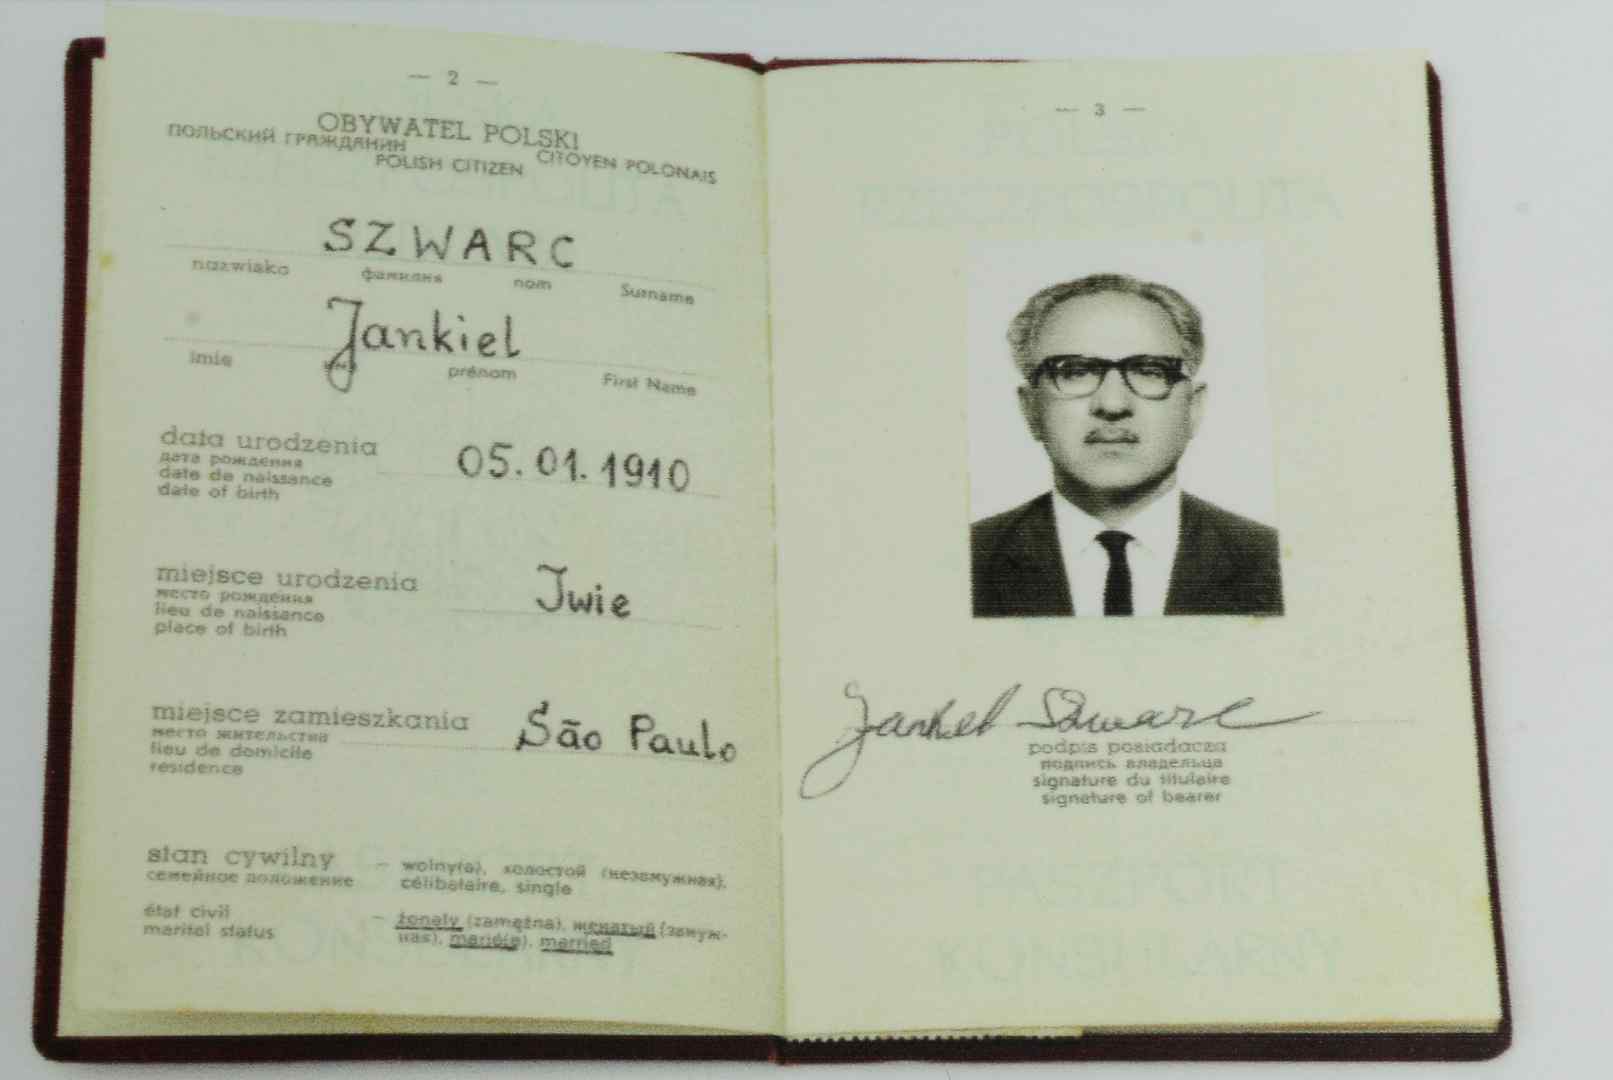 — 2 —
OBYWATEL POLSKI
ПОЛЬСКИЙ ГРАЖДАНИН
POLISH CITIZEN
CITOYEN POLONAIS
SZWARC
nazwisko фамилия nom Surname
Jankiel
imię имя prénom First Name
data urodzenia 05.01.1910
дата рождения
date de naissance
date of birth
miejsce urodzenia Jwie
место рождения
lieu de naissance
place of birth
miejsce zamieszkania São Paulo
место жительства
lieu de domicile
residence
stan cywilny — wolny(a), холостой (незамужная),
семейное положение célibataire, single
état civil — żonaty (zamężna), женатый (замуж-
marital status ная), marié(e), married
— 3 —
Jankiel Szwarc
podpis posiadacza
подпись владельца
signature du titulaire
signature of bearer